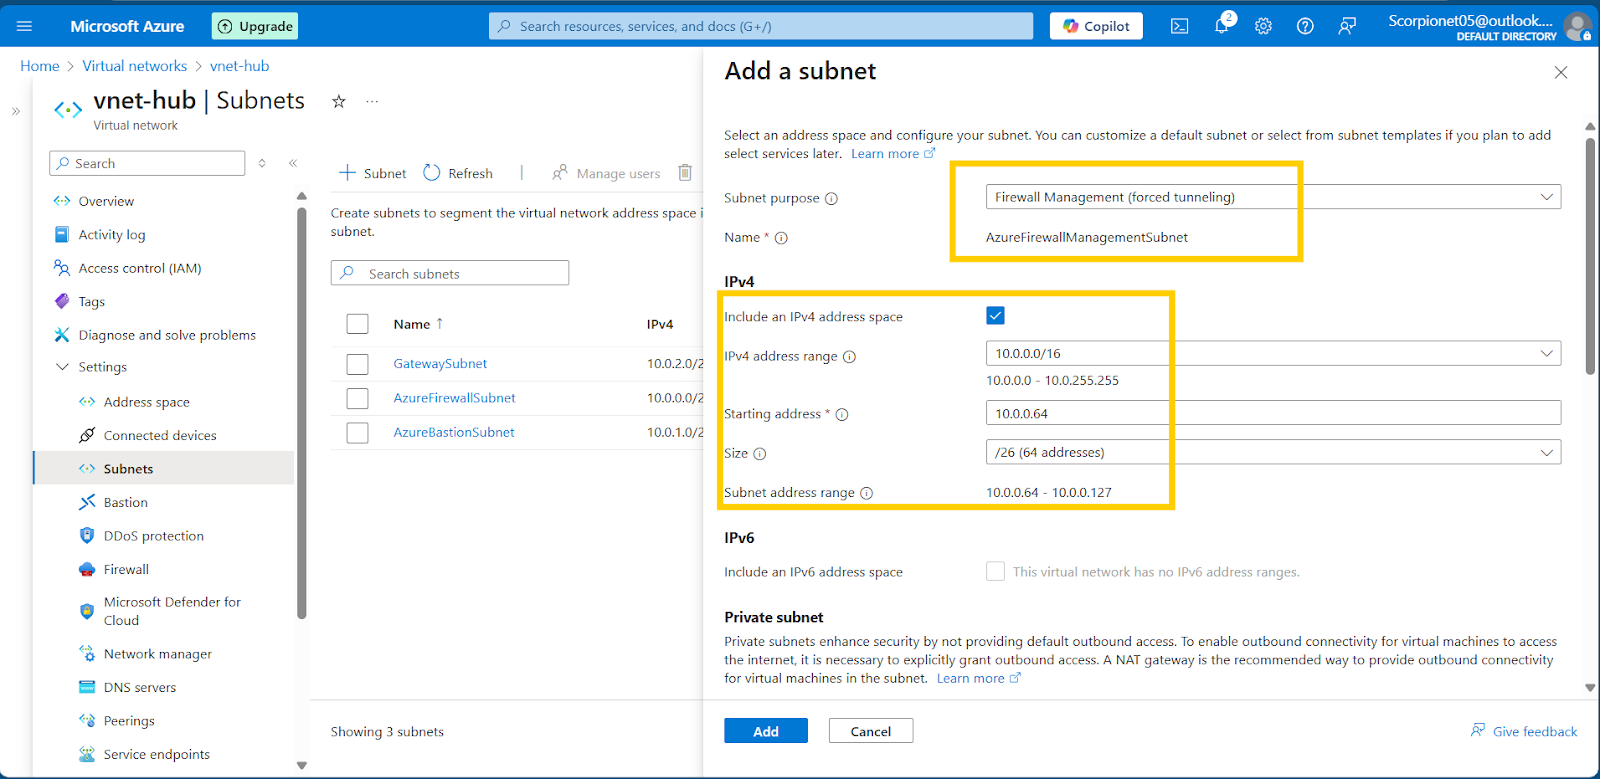 Microsoft Azure
Upgrade
Search resources, services, and docs (G+/)
Copilot
2
Scorpionet05@outlook....
DEFAULT DIRECTORY
Home > Virtual networks > vnet-hub
vnet-hub | Subnets
Virtual network
Search
Overview
Activity log
Access control (IAM)
Tags
Diagnose and solve problems
Settings
Address space
Connected devices
Subnets
Bastion
DDoS protection
Firewall
Microsoft Defender for
Cloud
Network manager
DNS servers
Peerings
Service endpoints
Subnet
Refresh
Manage users
Create subnets to segment the virtual network address space i
subnet.
Search subnets
Name ↑ IPv4
GatewaySubnet 10.0.2.0/2
AzureFirewallSubnet 10.0.0.0/2
AzureBastionSubnet 10.0.1.0/2
Showing 3 subnets
Add a subnet
Select an address space and configure your subnet. You can customize a default subnet or select from subnet templates if you plan to add
select services later. Learn more
Subnet purpose Firewall Management (forced tunneling)
Name * AzureFirewallManagementSubnet
IPv4
Include an IPv4 address space
IPv4 address range 10.0.0.0/16
10.0.0.0 - 10.0.255.255
Starting address * 10.0.0.64
Size /26 (64 addresses)
Subnet address range 10.0.0.64 - 10.0.0.127
IPv6
Include an IPv6 address space This virtual network has no IPv6 address ranges.
Private subnet
Private subnets enhance security by not providing default outbound access. To enable outbound connectivity for virtual machines to access
the internet, it is necessary to explicitly grant outbound access. A NAT gateway is the recommended way to provide outbound connectivity
for virtual machines in the subnet. Learn more
Add
Cancel
Give feedback